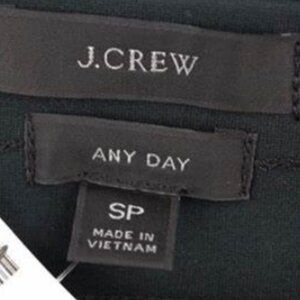 J.CREW
ANY DAY
SP
MADE IN
VIETNAM